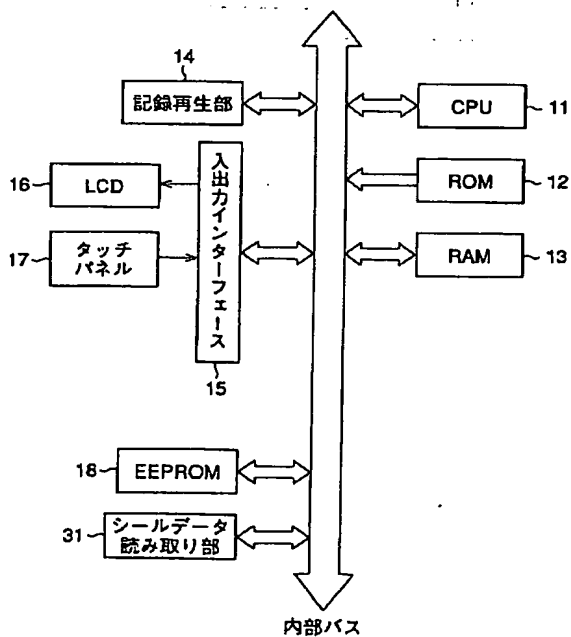 14
記録再生部
CPU
11
16
LCD
入出力インターフェース
ROM
12
17
タッチ
パネル
RAM
13
15
18
EEPROM
31
シールデータ
読み取り部
内部バス